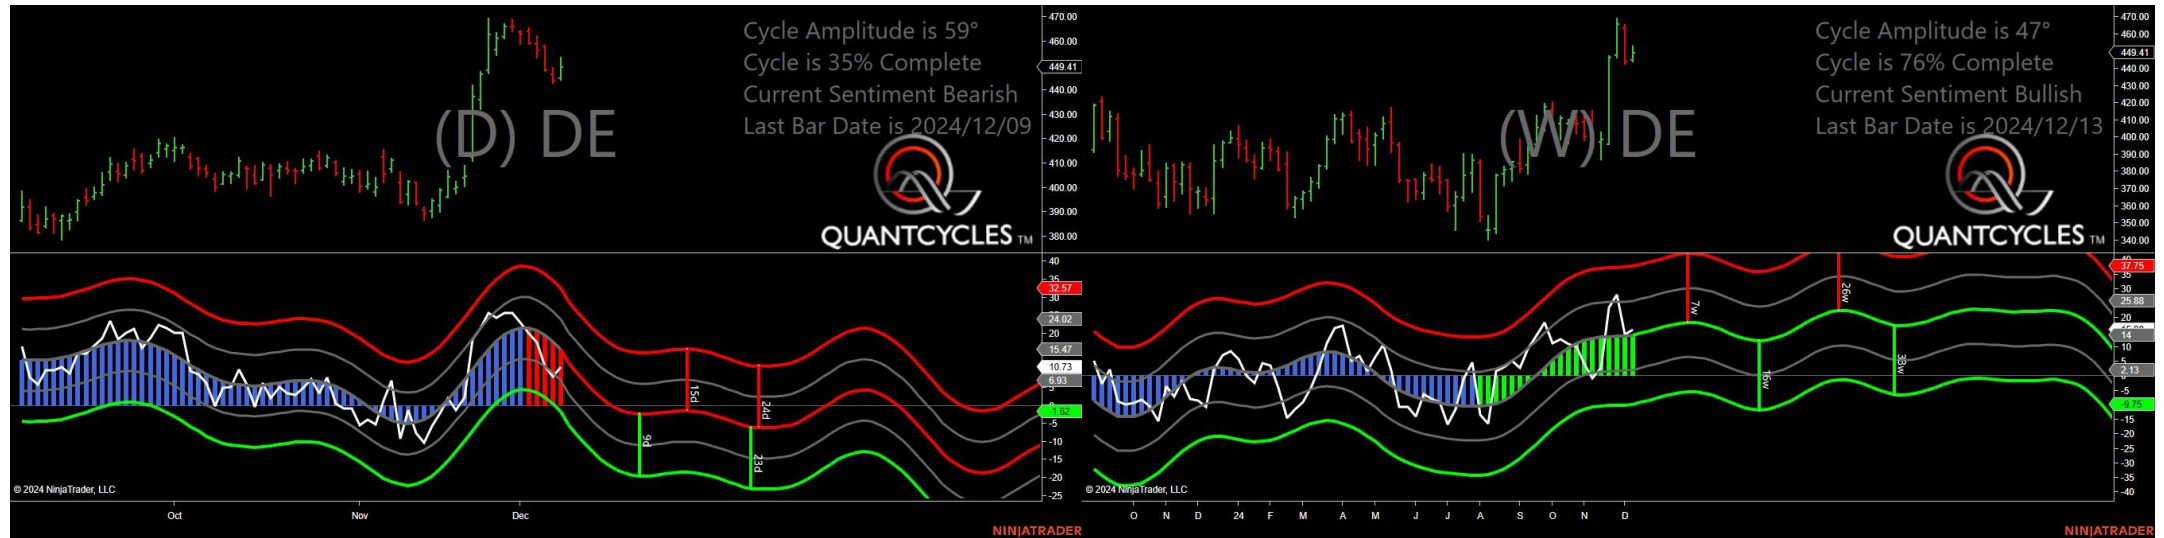 Cycle Amplitude is 59°
Cycle is 35% Complete
Current Sentiment Bearish
Last Bar Date is 2024/12/09
(D) DE
QUANTCYCLES TM
470.00
460.00
449.41
440.00
430.00
420.00
410.00
400.00
390.00
380.00
40
35
32.57
30
24.02
20
15.47
10.73
6.93
5
0
-1.62
-5
-10
-15
-20
-25
9d
15d
23d
24d
© 2024 NinjaTrader, LLC
Oct Nov Dec
NINJATRADER
Cycle Amplitude is 47°
Cycle is 76% Complete
Current Sentiment Bullish
Last Bar Date is 2024/12/13
(W) DE
QUANTCYCLES TM
470.00
460.00
449.41
440.00
430.00
420.00
410.00
400.00
390.00
380.00
370.00
360.00
350.00
340.00
40
37.75
35
30
25.88
20
14
10
5
2.13
-5
-9.75
-15
-20
-25
-30
-35
-40
7w
16w
26w
33w
© 2024 NinjaTrader, LLC
O N D 24 F M A M J J A S O N D
NINJATRADER